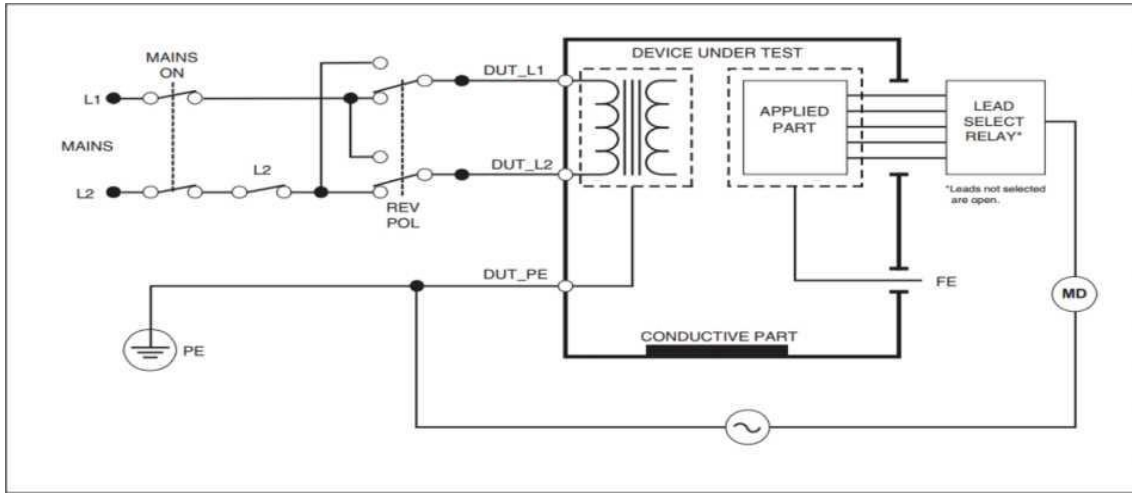 DEVICE UNDER TEST
MAINS
ON
DUT_L1
L1
APPLIED
PART
LEAD
SELECT
RELAY*
MAINS
L2
DUT_L2
L2
REV
POL
*Leads not selected
are open.
DUT_PE
FE
MD
PE
CONDUCTIVE PART